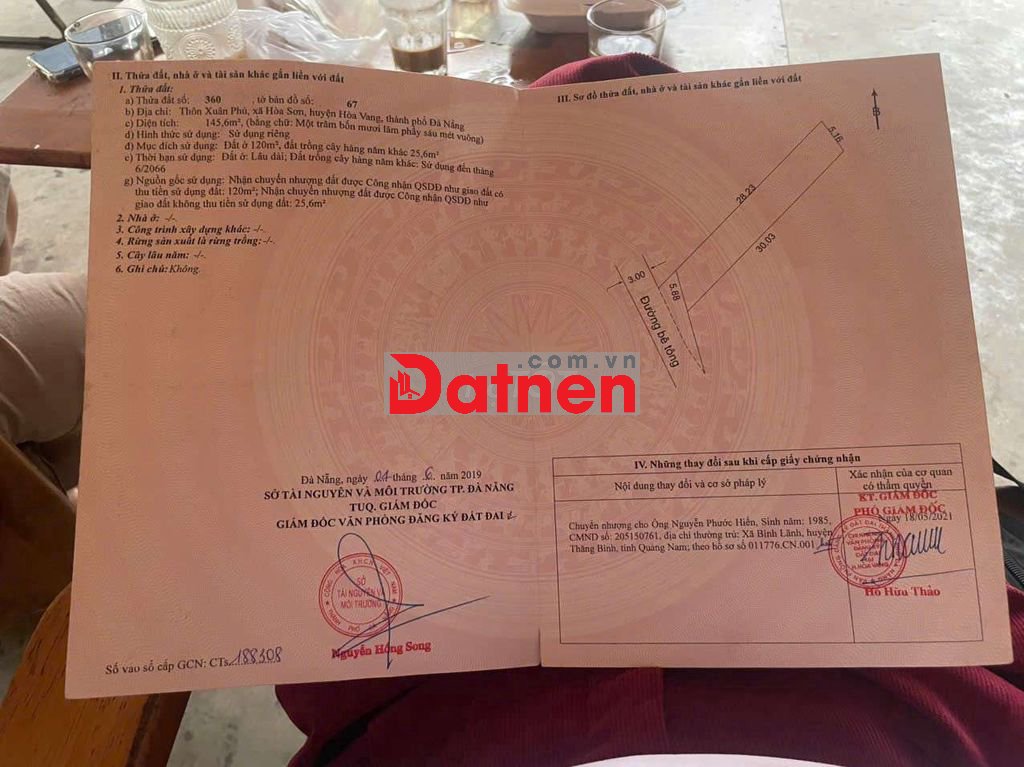 II. Thửa đất, nhà ở và tài sản khác gắn liền với đất
1. Thửa đất:
a) Thửa đất số: 360 , tờ bản đồ số: 67
b) Địa chỉ: Thôn Xuân Phú, xã Hòa Sơn, huyện Hòa Vang, thành phố Đà Nẵng
c) Diện tích: 145,6m², (bằng chữ: Một trăm bốn mươi lăm phẩy sáu mét vuông)
d) Hình thức sử dụng: Sử dụng riêng
đ) Mục đích sử dụng: Đất ở 120m², đất trồng cây hàng năm khác 25,6m²
e) Thời hạn sử dụng: Đất ở: Lâu dài; Đất trồng cây hàng năm khác: Sử dụng đến tháng
6/2066
g) Nguồn gốc sử dụng: Nhận chuyển nhượng đất được Công nhận QSDĐ như giao đất có
thu tiền sử dụng đất: 120m²; Nhận chuyển nhượng đất được Công nhận QSDĐ như
giao đất không thu tiền sử dụng đất: 25,6m²
2. Nhà ở: -/-.
3. Công trình xây dựng khác: -/-.
4. Rừng sản xuất là rừng trồng: -/-.
5. Cây lâu năm: -/-.
6. Ghi chú: Không.
Đà Nẵng, ngày 04 tháng 6 năm 2019
SỞ TÀI NGUYÊN VÀ MÔI TRƯỜNG TP. ĐÀ NẴNG
TUQ. GIÁM ĐỐC
GIÁM ĐỐC VĂN PHÒNG ĐĂNG KÝ ĐẤT ĐAI
SỞ
TÀI NGUYÊN VÀ
MÔI TRƯỜNG
Nguyễn Hồng Song
Số vào sổ cấp GCN: CTs 188308
III. Sơ đồ thửa đất, nhà ở và tài sản khác gắn liền với đất
B
5.16
28.23
30.03
3.00
5.88
Đường bê tông
.com.vn
Datnen
IV. Những thay đổi sau khi cấp giấy chứng nhận
Nội dung thay đổi và cơ sở pháp lý
Xác nhận của cơ quan
có thẩm quyền
Chuyển nhượng cho Ông Nguyễn Phước Hiền, Sinh năm: 1985,
CMND số: 205150761, địa chỉ thường trú: Xã Bình Lãnh, huyện
Thăng Bình, tỉnh Quảng Nam; theo hồ sơ số 011776.CN.001
KT. GIÁM ĐỐC
PHÓ GIÁM ĐỐC
Ngày 18/03/2021
Hồ Hữu Thảo